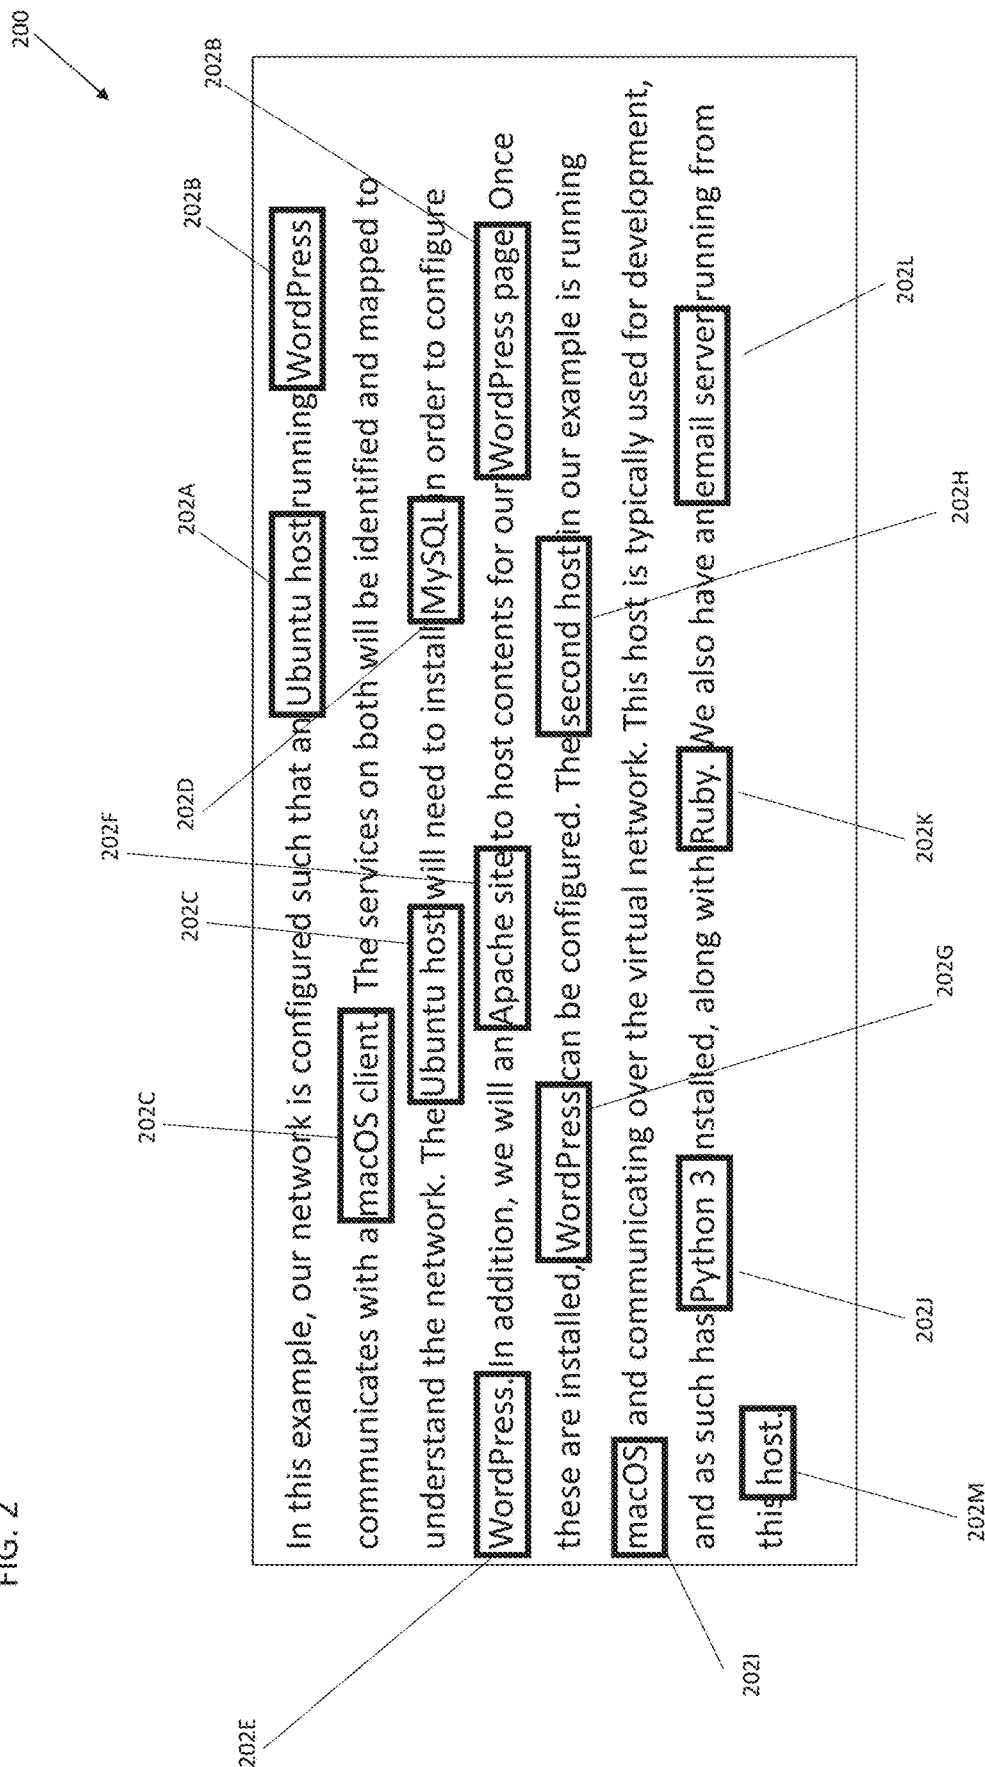 FIG. 2
200
202B
202B
202A
202D
202F
202C
202C
In this example, our network is configured such that an Ubuntu host running WordPress
communicates with a macOS client. The services on both will be identified and mapped to
understand the network. The Ubuntu host will need to install MySQL in order to configure
WordPress. In addition, we will an Apache site to host contents for our WordPress page. Once
these are installed, WordPress can be configured. The second host in our example is running
macOS and communicating over the virtual network. This host is typically used for development,
and as such has Python 3 installed, along with Ruby. We also have an email server running from
this host.
202E
202I
202M
202J
202G
202K
202H
202L